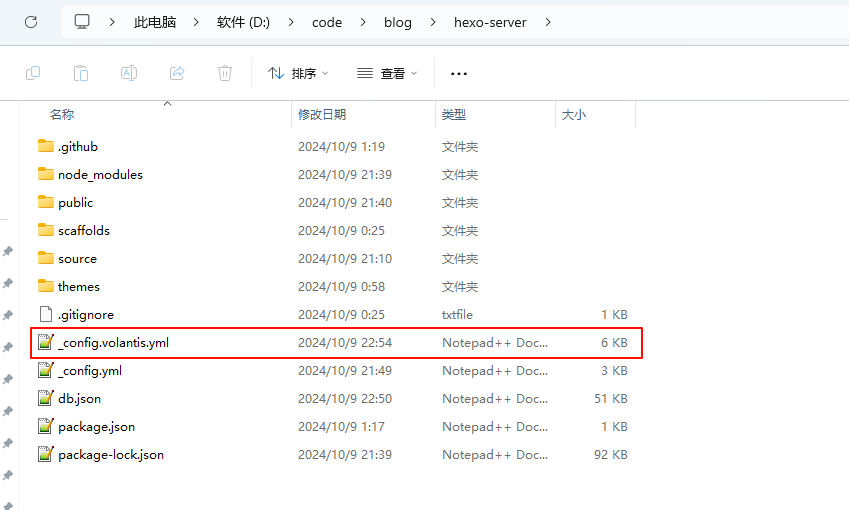 此电脑 软件 (D:) code blog hexo-server
排序 查看
名称 修改日期 类型 大小
.github 2024/10/9 1:19 文件夹
node_modules 2024/10/9 21:39 文件夹
public 2024/10/9 21:40 文件夹
scaffolds 2024/10/9 0:25 文件夹
source 2024/10/9 21:10 文件夹
themes 2024/10/9 0:58 文件夹
.gitignore 2024/10/9 0:25 txtfile 1 KB
_config.volantis.yml 2024/10/9 22:54 Notepad++ Doc... 6 KB
_config.yml 2024/10/9 21:49 Notepad++ Doc... 3 KB
db.json 2024/10/9 22:50 Notepad++ Doc... 51 KB
package.json 2024/10/9 1:17 Notepad++ Doc... 1 KB
package-lock.json 2024/10/9 21:39 Notepad++ Doc... 92 KB